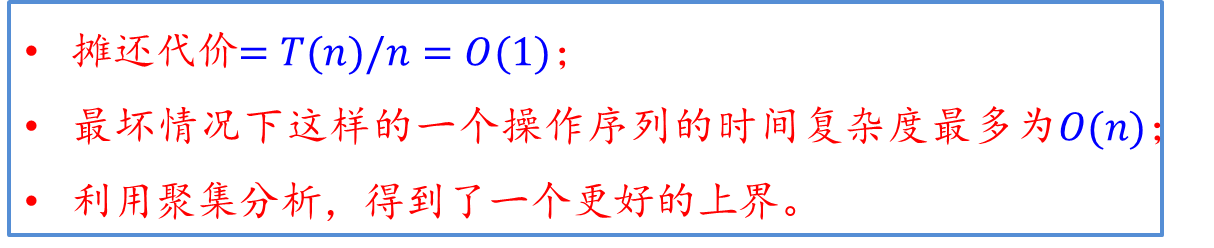 • 摊还代价= T(n)/n = O(1)；
• 最坏情况下这样的一个操作序列的时间复杂度最多为O(n)；
• 利用聚集分析，得到了一个更好的上界。